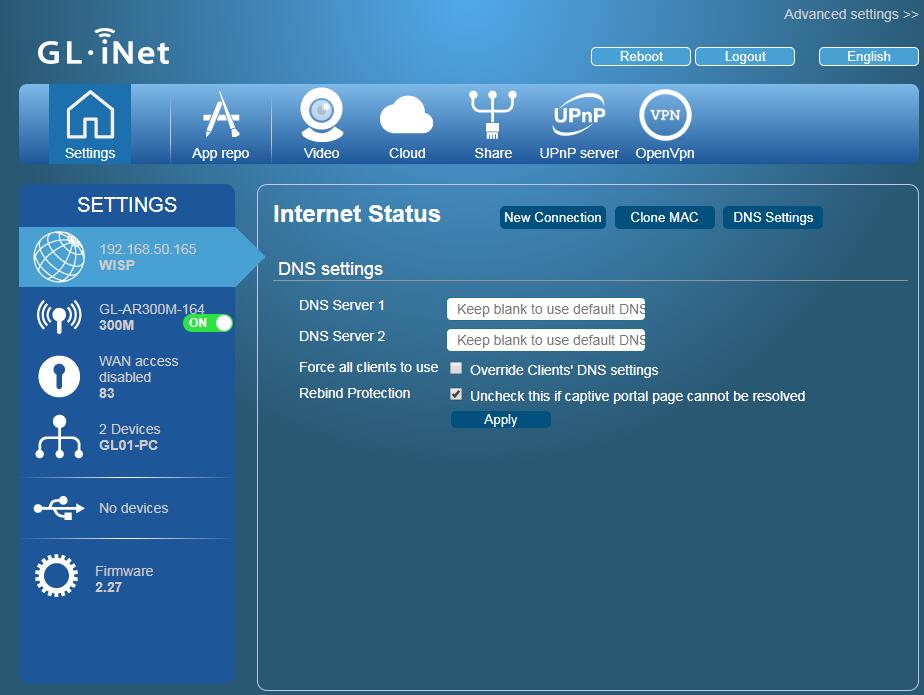 Advanced settings >>
GL·iNet
Reboot
Logout
English
Settings
App repo
Video
Cloud
Share
UPnP
UPnP server
VPN
OpenVpn
SETTINGS
192.168.50.165
WISP
GL-AR300M-164
300M
ON
WAN access
disabled
83
2 Devices
GL01-PC
No devices
Firmware
2.27
Internet Status
New Connection
Clone MAC
DNS Settings
DNS settings
DNS Server 1
Keep blank to use default DNS
DNS Server 2
Keep blank to use default DNS
Force all clients to use
Override Clients' DNS settings
Rebind Protection
Uncheck this if captive portal page cannot be resolved
Apply